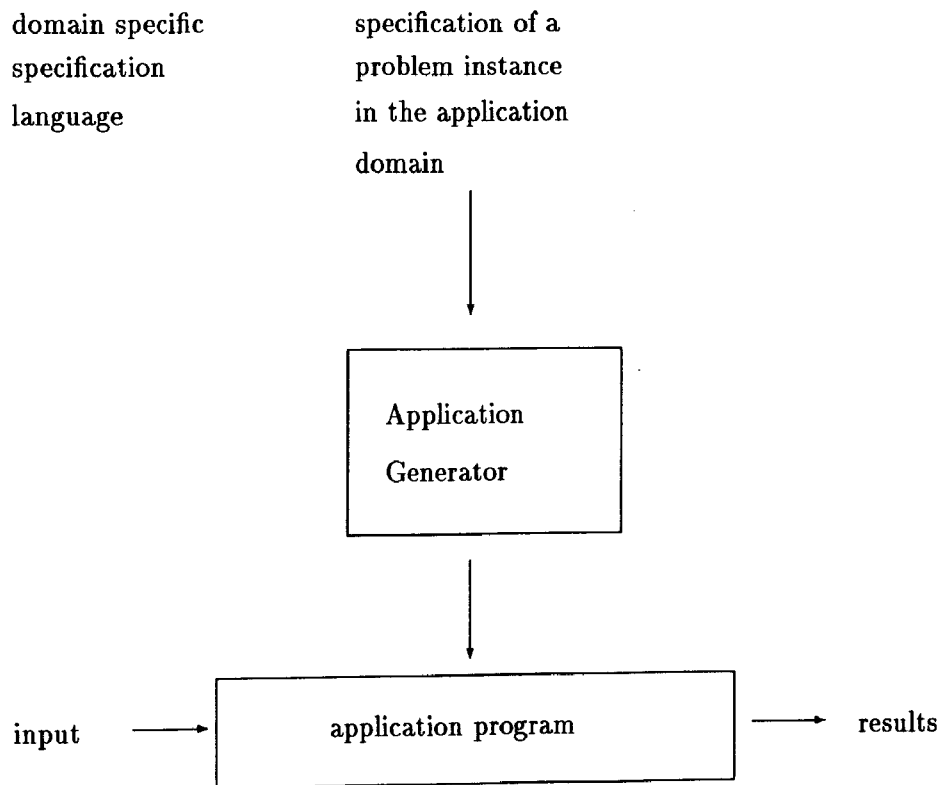 domain specific
specification
language
specification of a
problem instance
in the application
domain
Application
Generator
input
application program
results